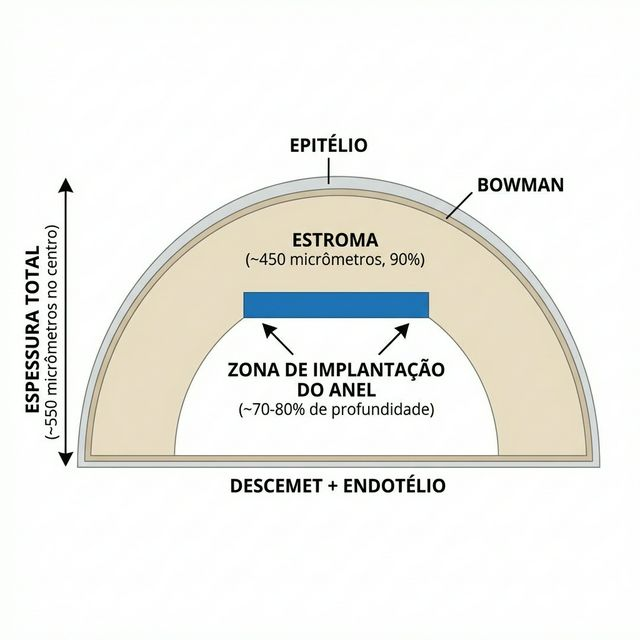 EPITÉLIO
BOWMAN
ESTROMA
(~450 micrômetros, 90%)
ESPESSURA TOTAL
(~550 micrômetros no centro)
ZONA DE IMPLANTAÇÃO
DO ANEL
(~70-80% de profundidade)
DESCEMET + ENDOTÉLIO